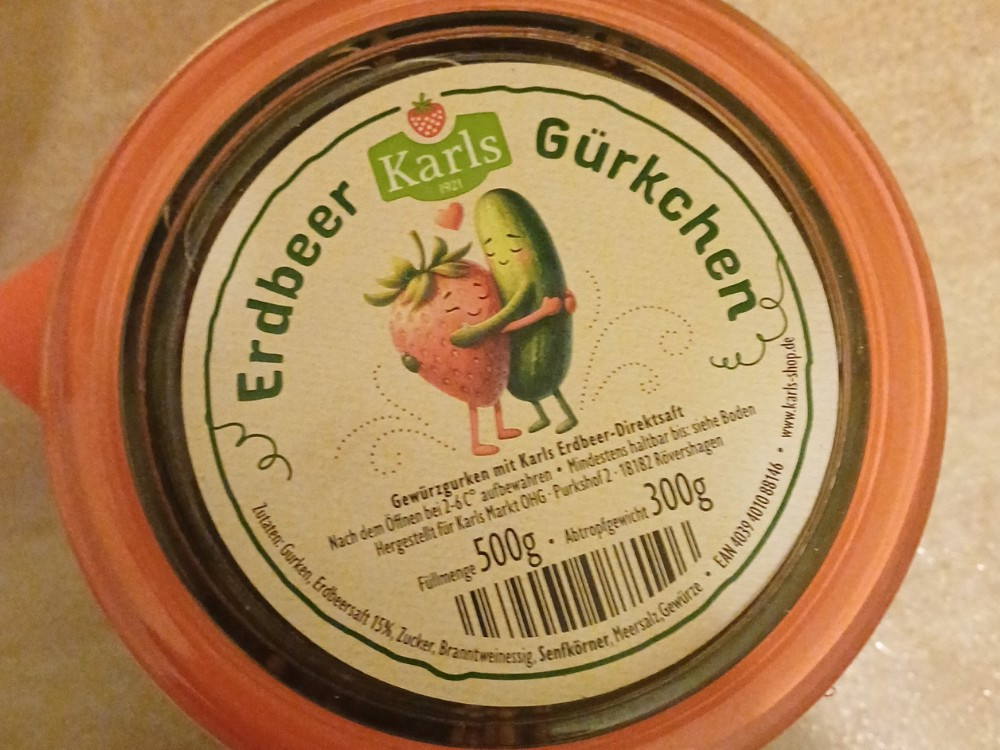 Karls
1921
Erdbeer Gürkchen
Gewürzgurken mit Karls Erdbeer-Direktsaft
Nach dem Öffnen bei 2-6 C° aufbewahren • Mindestens haltbar bis: siehe Boden
Hergestellt für Karls Markt OHG · Purkshof 2 · 18182 Rövershagen
Füllmenge 500g · Abtropfgewicht 300g
Zutaten: Gurken, Erdbeersaft 15%, Zucker, Branntweinessig, Senfkörner, Meersalz, Gewürze • EAN 4039 4010 88146 • www.karls-shop.de